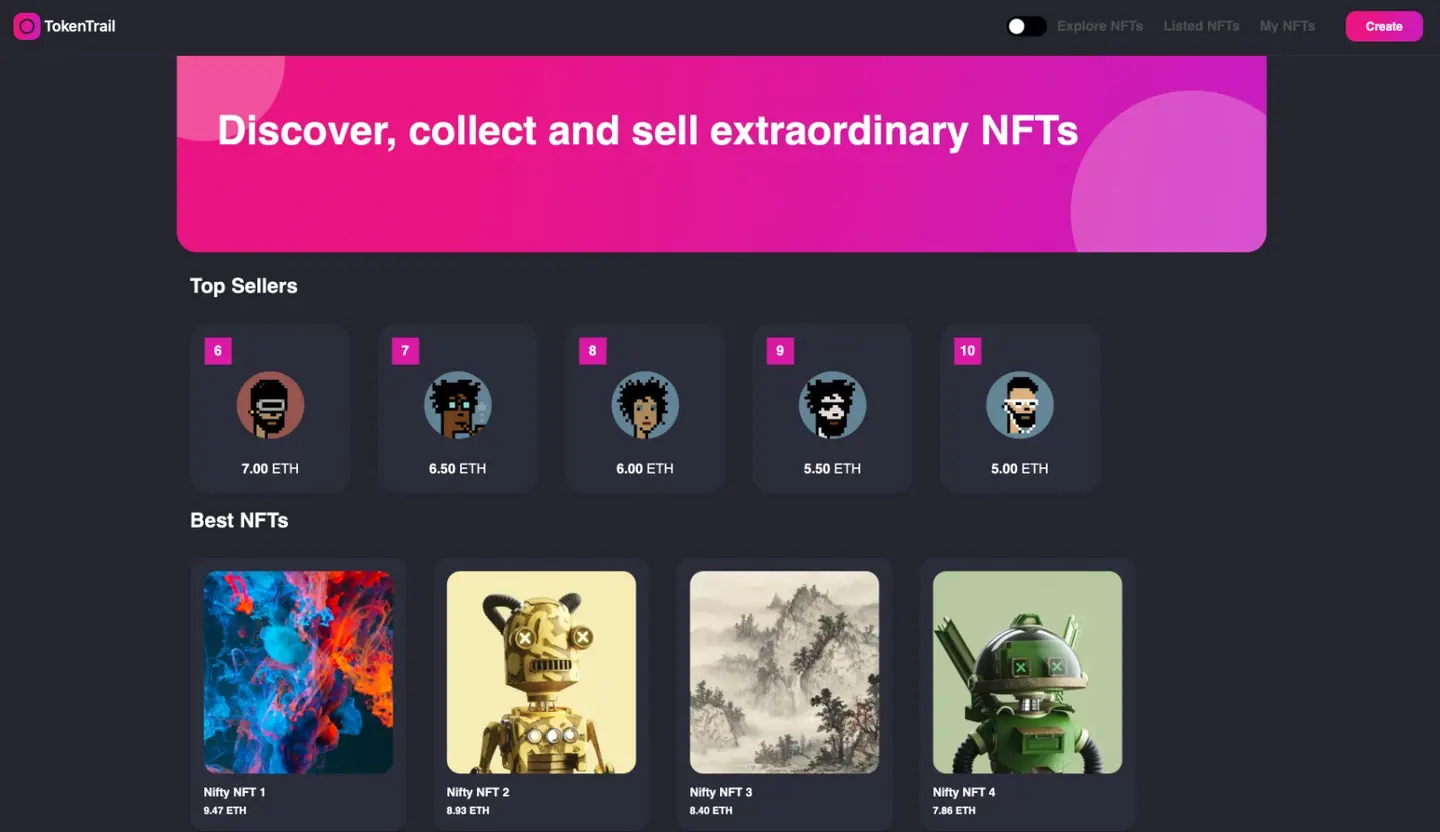 TokenTrail
Explore NFTs
Listed NFTs
My NFTs
Create
Discover, collect and sell extraordinary NFTs
Top Sellers
6
7.00 ETH
7
6.50 ETH
8
6.00 ETH
9
5.50 ETH
10
5.00 ETH
Best NFTs
Nifty NFT 1
9.47 ETH
Nifty NFT 2
8.93 ETH
Nifty NFT 3
8.40 ETH
Nifty NFT 4
7.86 ETH